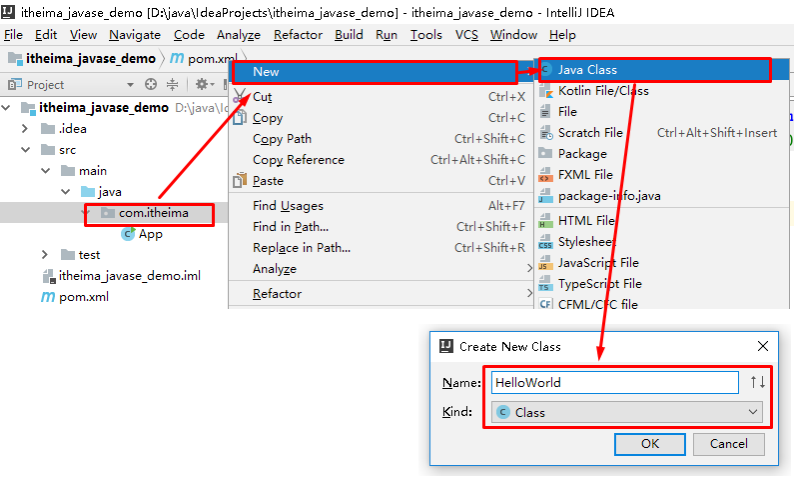 itheima_javase_demo [D:\java\IdeaProjects\itheima_javase_demo] - itheima_javase_demo - IntelliJ IDEA
File Edit View Navigate Code Analyze Refactor Build Run Tools VCS Window Help
itheima_javase_demo pom.xml
Project
itheima_javase_demo D:\java\Id
.idea
src
main
java
com.itheima
App
test
itheima_javase_demo.iml
pom.xml
New
Cut Ctrl+X
Copy Ctrl+C
Copy Path Ctrl+Shift+C
Copy Reference Ctrl+Alt+Shift+C
Paste Ctrl+V
Find Usages Alt+F7
Find in Path... Ctrl+Shift+F
Replace in Path... Ctrl+Shift+R
Analyze
Refactor
Java Class
Kotlin File/Class
File
Scratch File Ctrl+Alt+Shift+Insert
Package
FXML File
package-info.java
HTML File
Stylesheet
JavaScript File
TypeScript File
CFML/CFC file
Create New Class
Name: HelloWorld
Kind: Class
OK Cancel